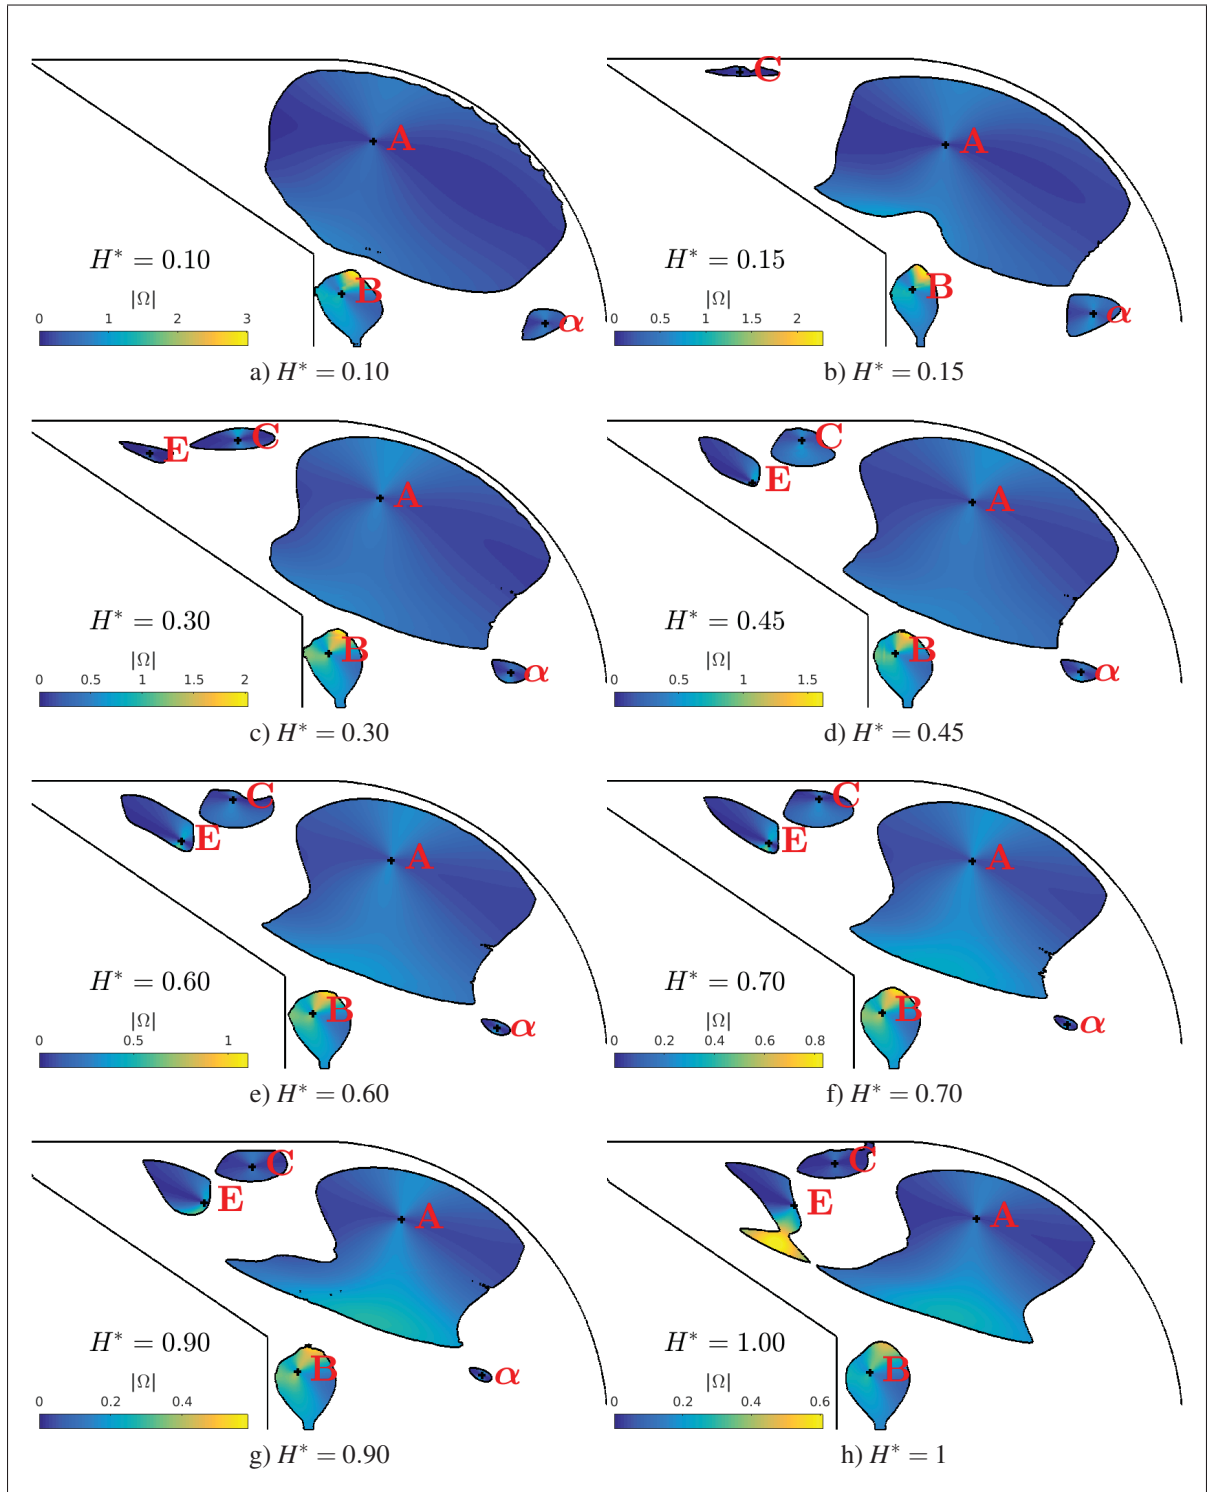 C
A
A
H* = 0.10
H* = 0.15
|Ω|
B
|Ω|
B
0 1 2 3
α
0 0.5 1 1.5 2
α
a) H* = 0.10
b) H* = 0.15
E C
C
E
A
A
H* = 0.30
H* = 0.45
|Ω|
B
|Ω|
B
0 0.5 1 1.5 2
α
0 0.5 1 1.5
α
c) H* = 0.30
d) H* = 0.45
C
C
E
E
A
A
H* = 0.60
H* = 0.70
|Ω|
B
|Ω|
B
0 0.5 1
α
0 0.2 0.4 0.6 0.8
α
e) H* = 0.60
f) H* = 0.70
C
C
E
E
A
A
H* = 0.90
H* = 1.00
|Ω|
B
|Ω|
B
0 0.2 0.4
α
0 0.2 0.4 0.6
g) H* = 0.90
h) H* = 1